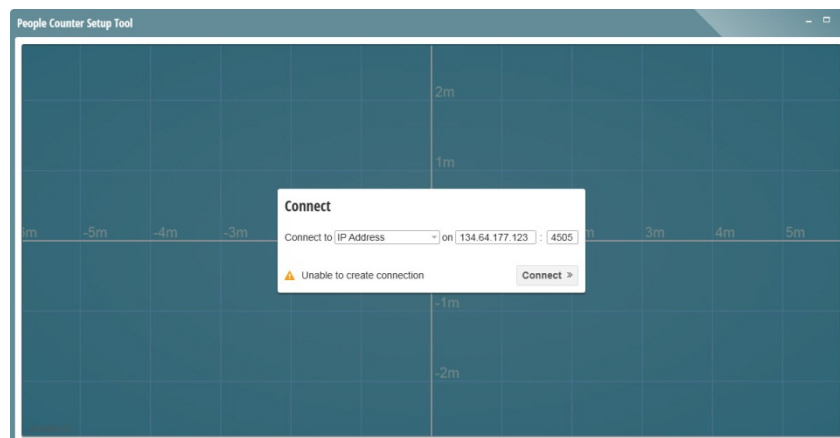 People Counter Setup Tool
2m
1m
Connect
Connect to IP Address on 134.64.177.123 : 4505
-5m -4m -3m 3m 4m 5m
Unable to create connection Connect »
-1m
-2m